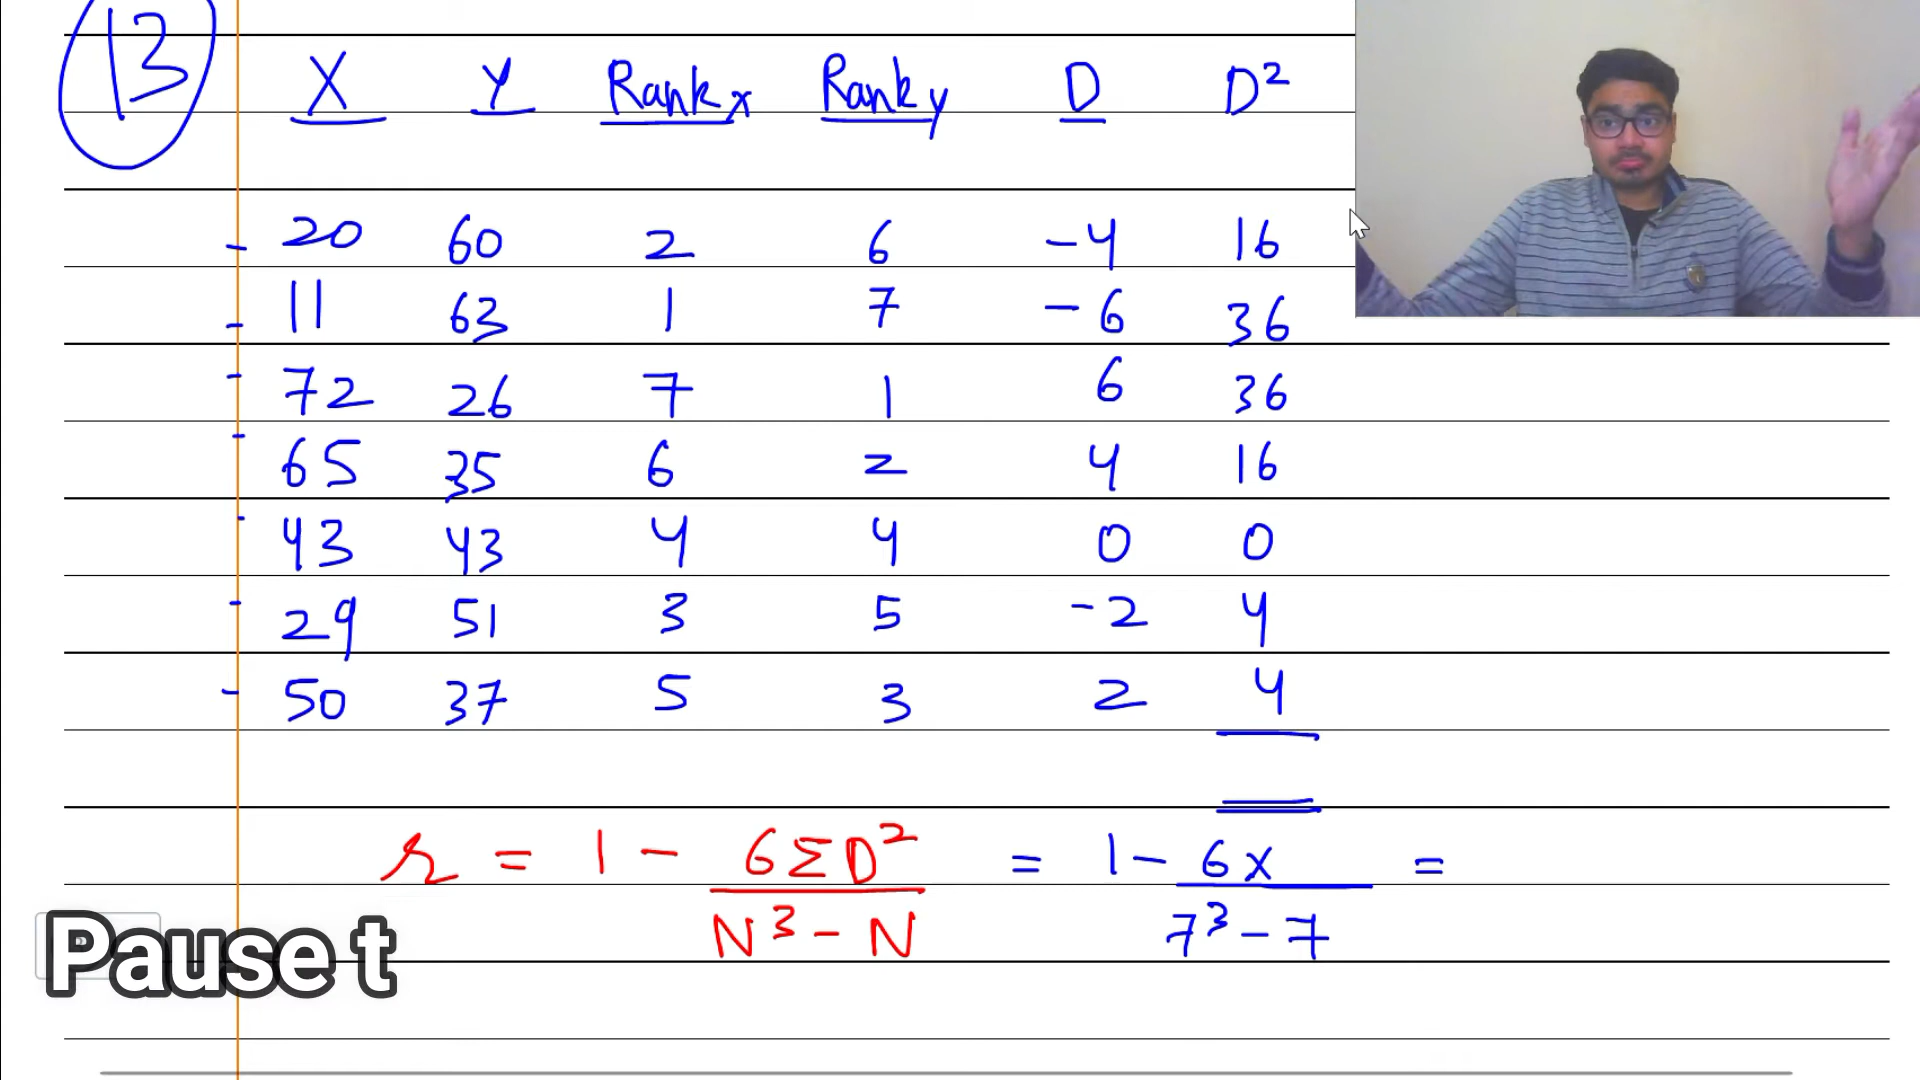 13
X Y Rank x Rank y D D²
- 20 60 2 6 -4 16
- 11 63 1 7 -6 36
- 72 26 7 1 6 36
- 65 35 6 2 4 16
- 43 43 4 4 0 0
- 29 51 3 5 -2 4
- 50 37 5 3 2 4
r = 1 - 6ΣD² / N³ - N = 1 - 6x / 7³ - 7 =
Pause t